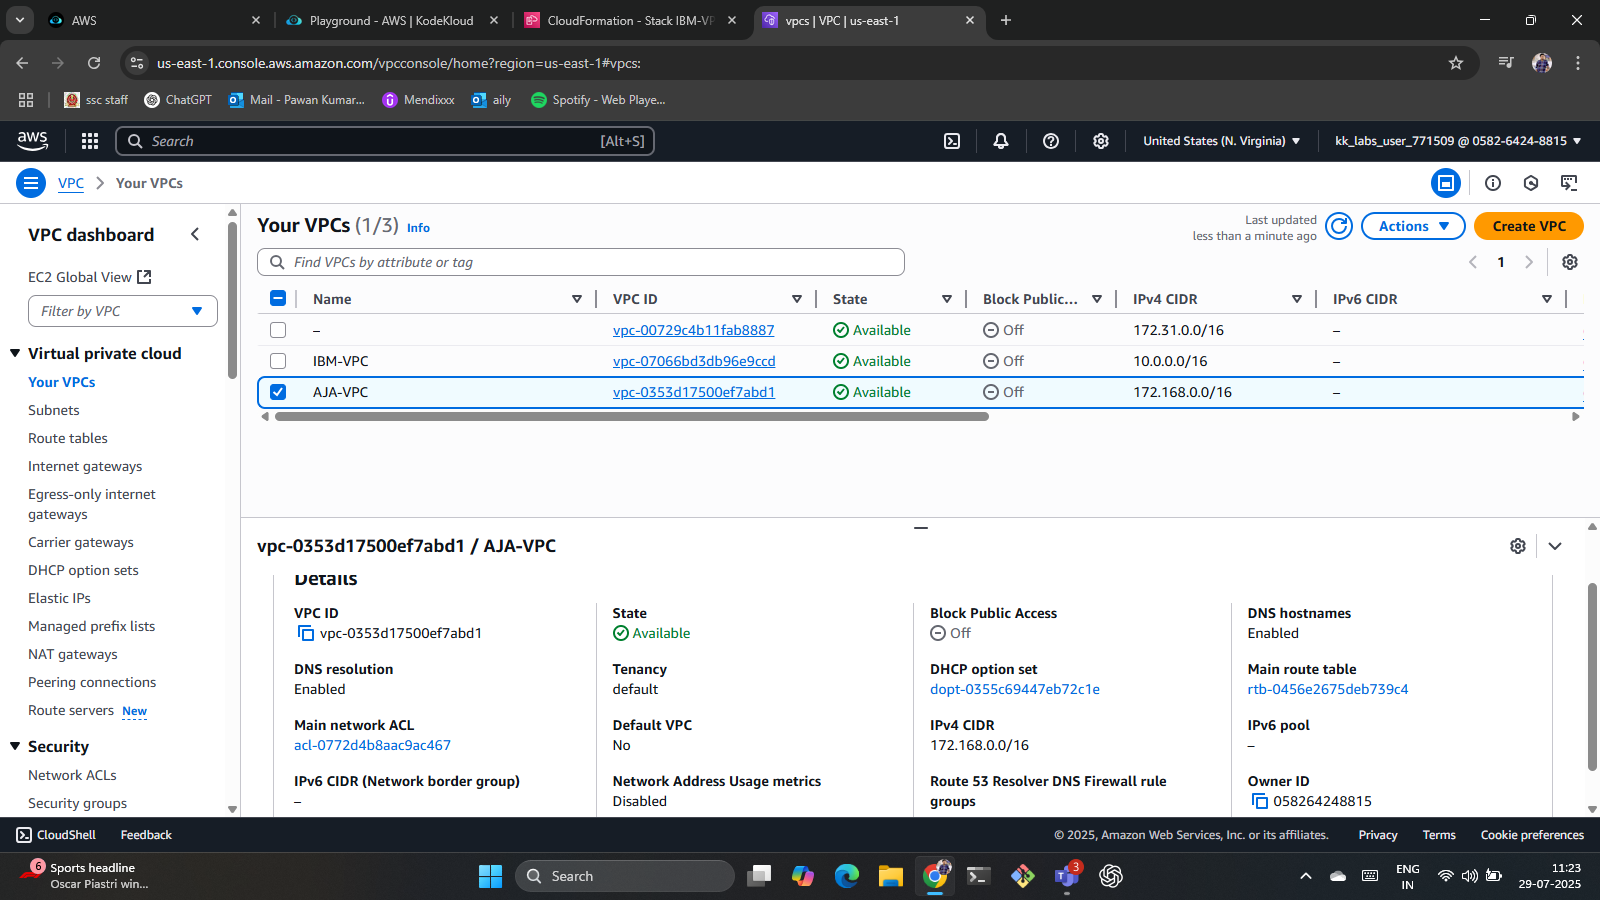 AWS
Playground - AWS | KodeKloud
CloudFormation - Stack IBM-VP
vpcs | VPC | us-east-1
us-east-1.console.aws.amazon.com/vpcconsole/home?region=us-east-1#vpcs:
ssc staff
ChatGPT
Mail - Pawan Kumar...
Mendixxx
aily
Spotify - Web Playe...
aws
Search
[Alt+S]
United States (N. Virginia)
kk_labs_user_771509 @ 0582-6424-8815
VPC
Your VPCs
VPC dashboard
EC2 Global View
Filter by VPC
Virtual private cloud
Your VPCs
Subnets
Route tables
Internet gateways
Egress-only internet
gateways
Carrier gateways
DHCP option sets
Elastic IPs
Managed prefix lists
NAT gateways
Peering connections
Route servers New
Security
Network ACLs
Security groups
Your VPCs (1/3) Info
Last updated
less than a minute ago
Actions
Create VPC
Find VPCs by attribute or tag
1
Name VPC ID State Block Public... IPv4 CIDR IPv6 CIDR
– vpc-00729c4b11fab8887 Available Off 172.31.0.0/16 –
IBM-VPC vpc-07066bd3db96e9ccd Available Off 10.0.0.0/16 –
AJA-VPC vpc-0353d17500ef7abd1 Available Off 172.168.0.0/16 –
vpc-0353d17500ef7abd1 / AJA-VPC
Details
VPC ID
vpc-0353d17500ef7abd1
State
Available
Block Public Access
Off
DNS hostnames
Enabled
DNS resolution
Enabled
Tenancy
default
DHCP option set
dopt-0355c69447eb72c1e
Main route table
rtb-0456e2675deb739c4
Main network ACL
acl-0772d4b8aac9ac467
Default VPC
No
IPv4 CIDR
172.168.0.0/16
IPv6 pool
–
IPv6 CIDR (Network border group)
–
Network Address Usage metrics
Disabled
Route 53 Resolver DNS Firewall rule
groups
Owner ID
058264248815
CloudShell
Feedback
© 2025, Amazon Web Services, Inc. or its affiliates.
Privacy
Terms
Cookie preferences
6
Sports headline
Oscar Piastri win...
Search
3
ENG
IN
11:23
29-07-2025